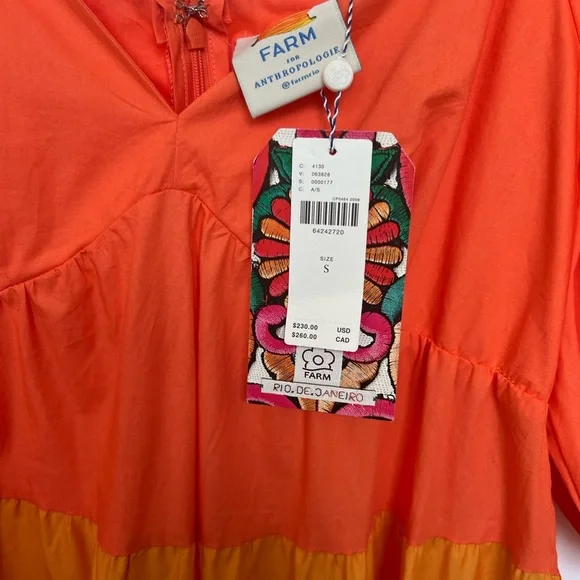 FARM
FOR
ANTHROPOLOGIE
@farmrio
C: 4130
V: 063828
S: 0000177
C: A/S
64242720
SIZE
S
$230.00 USD
$260.00 CAD
FARM
RIO.DE.JANEIRO